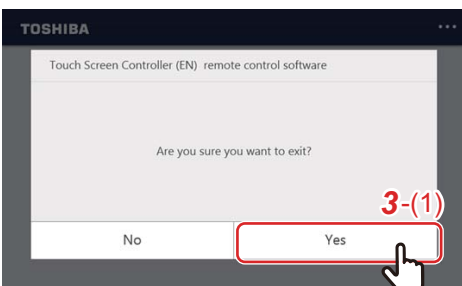 TOSHIBA
Touch Screen Controller (EN) remote control software
Are you sure you want to exit?
3-(1)
No
Yes